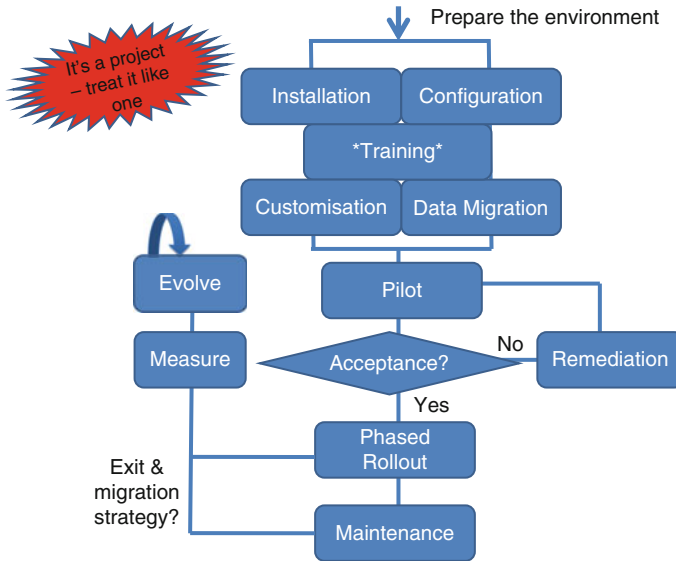 Prepare the environment
It's a project
– treat it like
one
Installation
Configuration
*Training*
Customisation
Data Migration
Evolve
Pilot
Measure
Acceptance?
No
Remediation
Yes
Phased
Rollout
Exit &
migration
strategy?
Maintenance